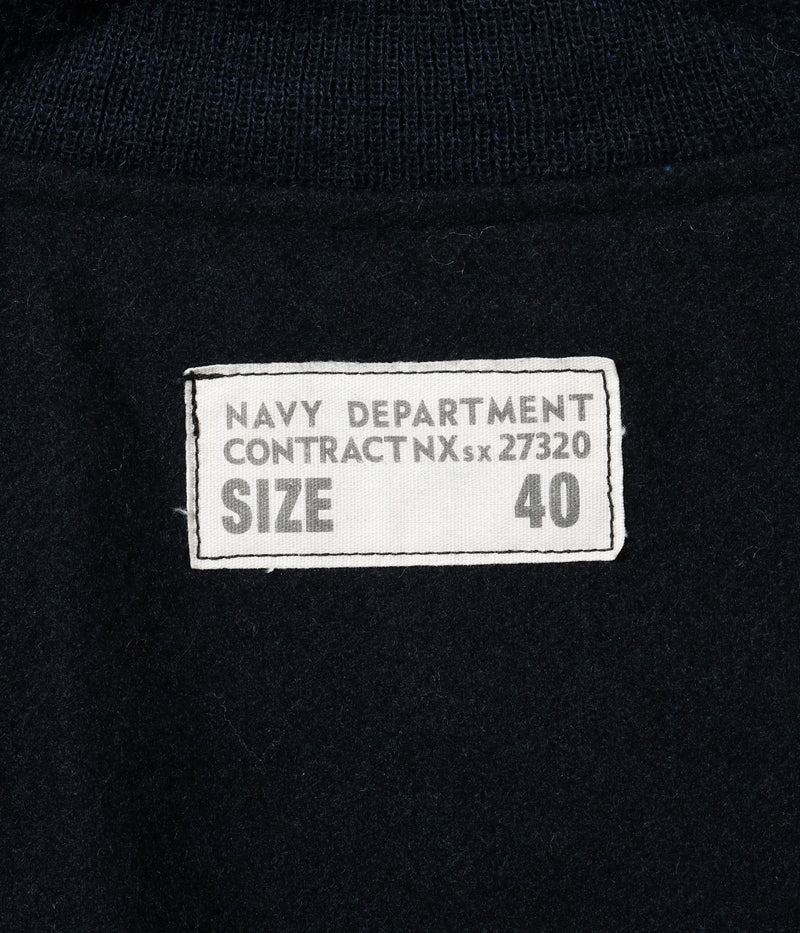 NAVY DEPARTMENT
CONTRACT NXsx 27320
SIZE 40